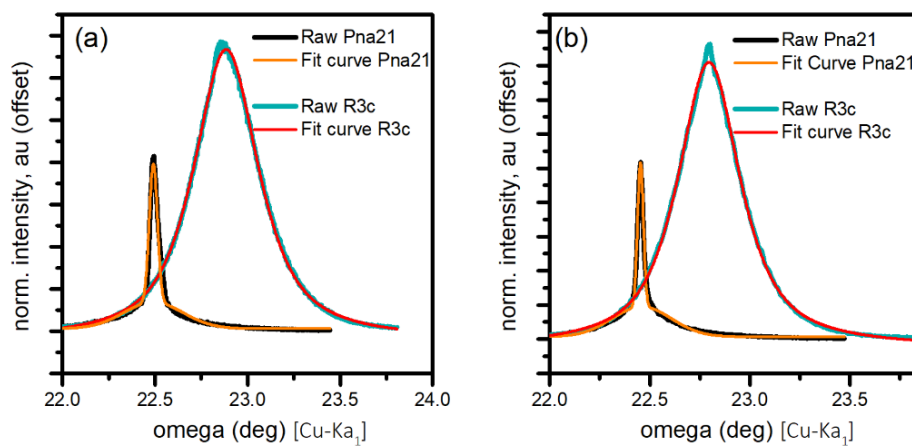 (a)
Raw Pna21
Fit curve Pna21
Raw R3c
Fit curve R3c
norm. intensity, au (offset)
22.0 22.5 23.0 23.5 24.0
omega (deg) [Cu-Ka1]
(b)
Raw Pna21
Fit Curve Pna21
Raw R3c
Fit curve R3c
norm. intensity, au (offset)
22.0 22.5 23.0 23.5
omega (deg) [Cu-Ka1]